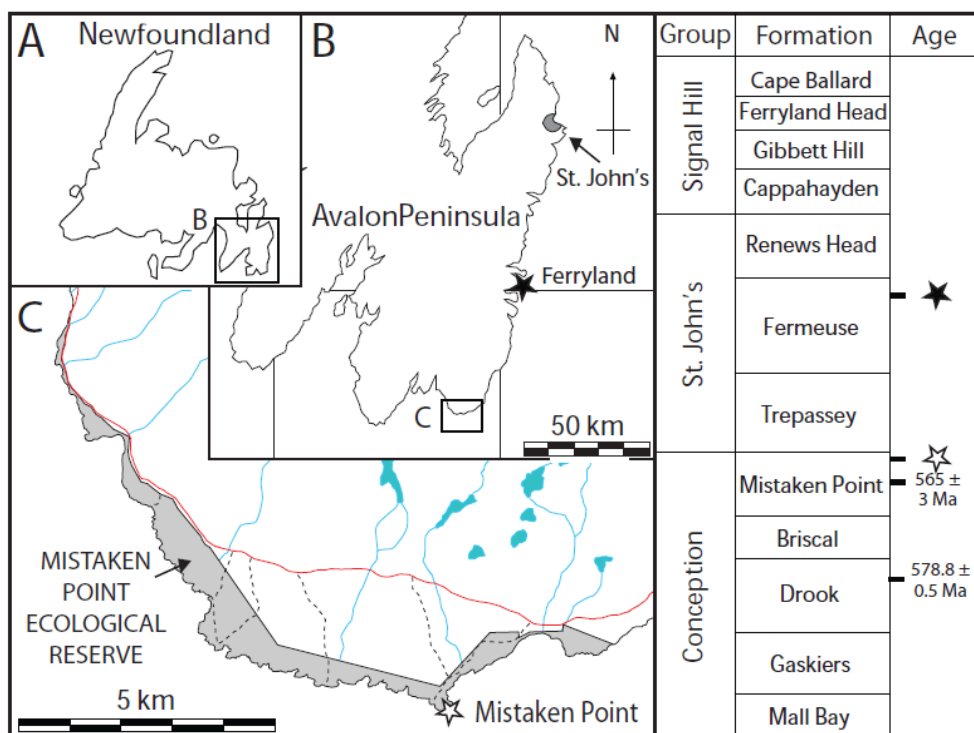 A
Newfoundland
B
B
N
St. John's
AvalonPeninsula
Ferryland
C
50 km
C
MISTAKEN
POINT
ECOLOGICAL
RESERVE
5 km
Mistaken Point
Group
Formation
Age
Signal Hill
Cape Ballard
Ferryland Head
Gibbett Hill
Cappahayden
St. John's
Renews Head
Fermeuse
Trepassey
Conception
Mistaken Point
565 ±
3 Ma
Briscal
Drook
578.8 ±
0.5 Ma
Gaskiers
Mall Bay